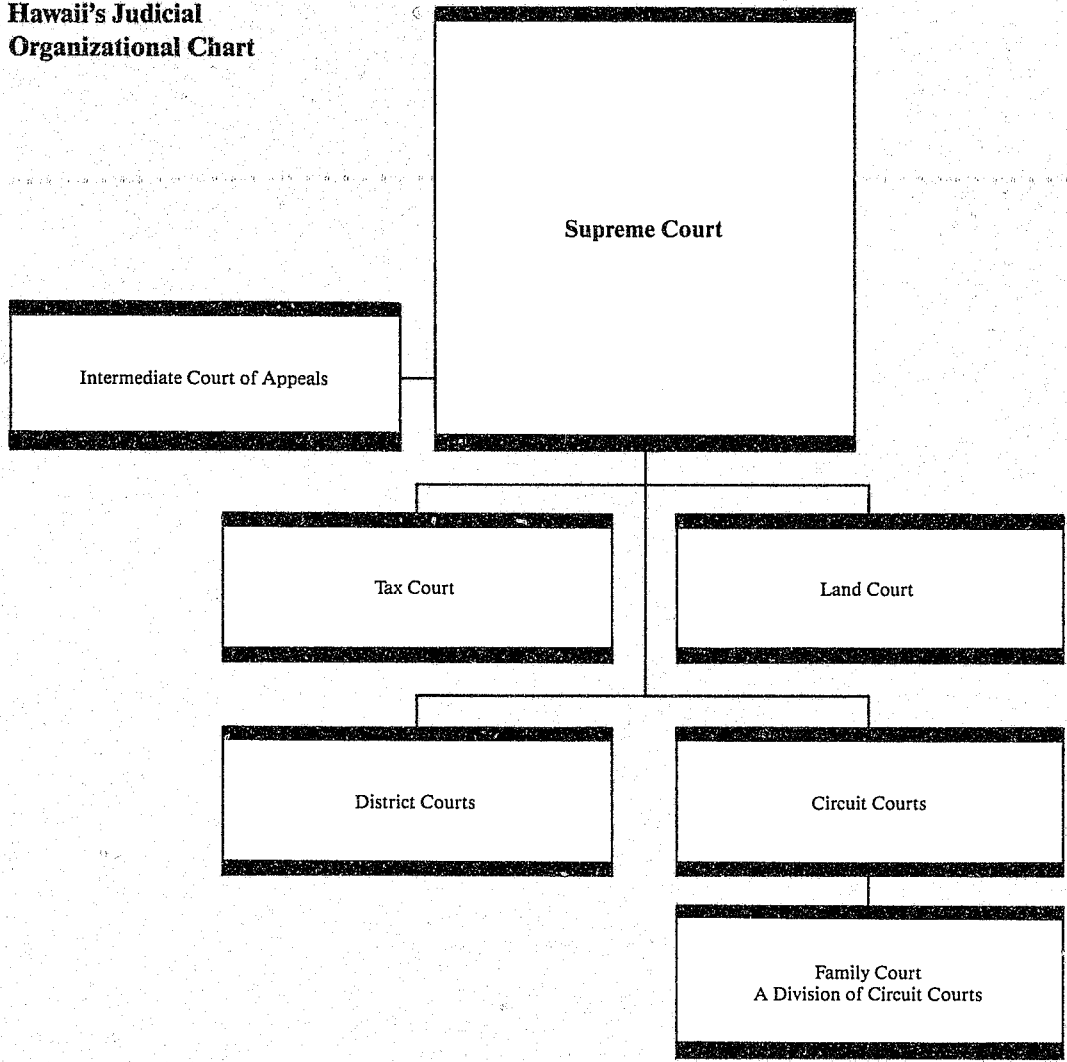 Hawaii's Judicial
Organizational Chart
Supreme Court
Intermediate Court of Appeals
Tax Court
Land Court
District Courts
Circuit Courts
Family Court
A Division of Circuit Courts